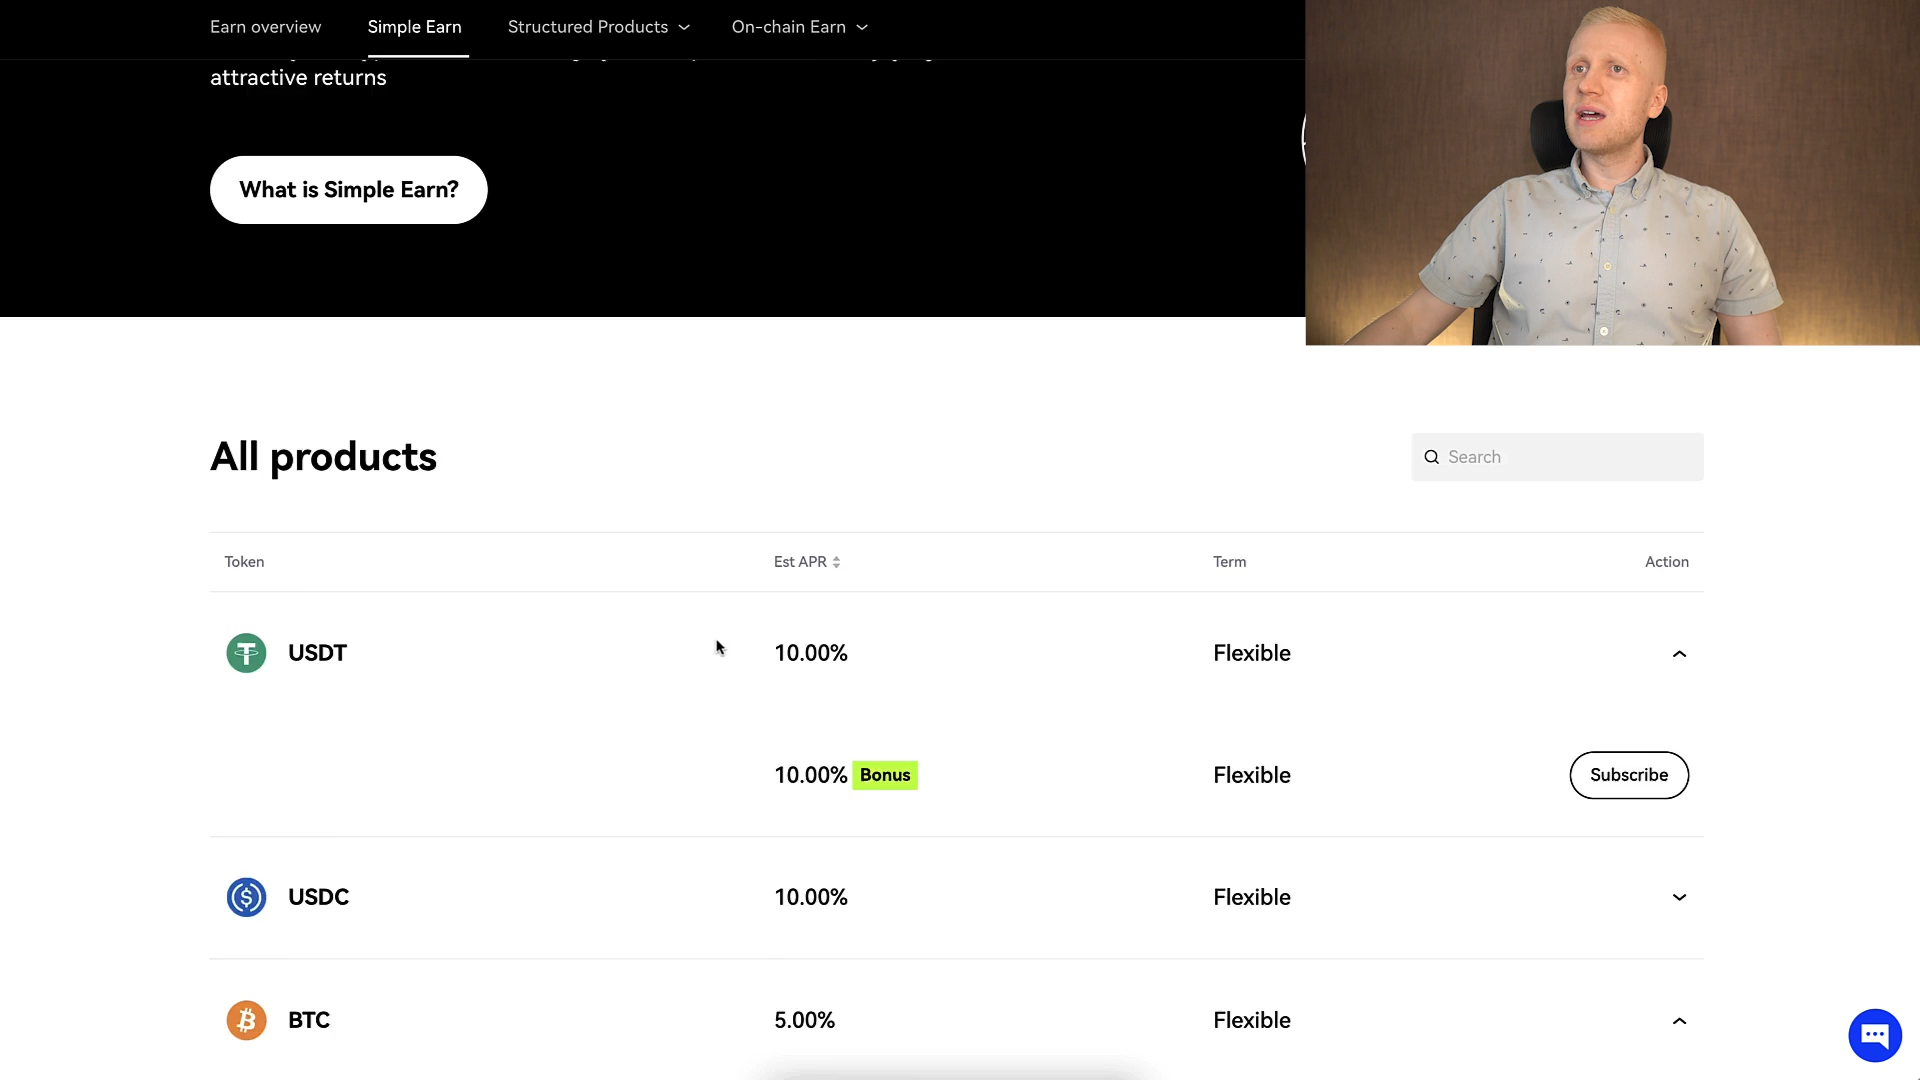 Earn overview Simple Earn Structured Products On-chain Earn
attractive returns
What is Simple Earn?
All products
Search
Token Est APR Term Action
USDT 10.00% Flexible
10.00% Bonus Flexible Subscribe
USDC 10.00% Flexible
BTC 5.00% Flexible